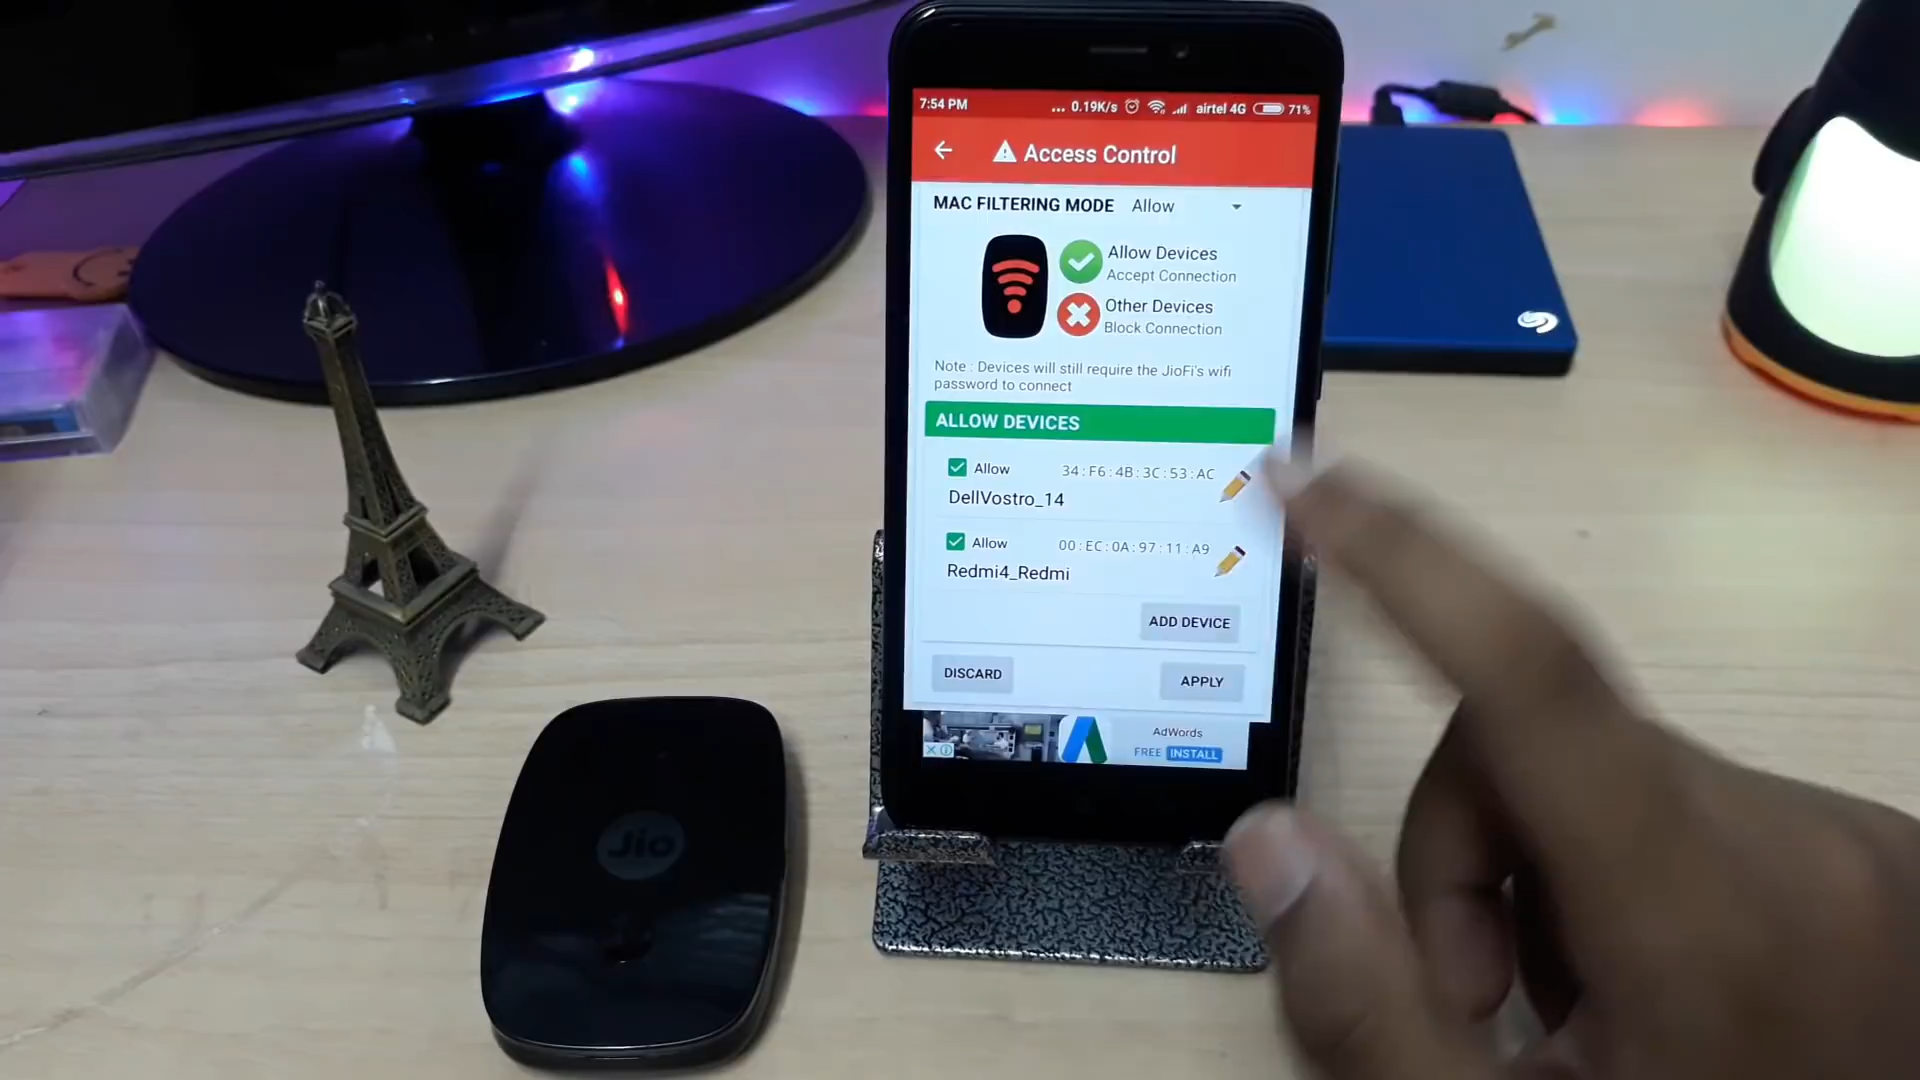 7:54 PM ... 0.19K/s airtel 4G 71%
Access Control
MAC FILTERING MODE Allow
Allow Devices
Accept Connection
Other Devices
Block Connection
Note : Devices will still require the JioFi's wifi
password to connect
ALLOW DEVICES
Allow 34:F6:4B:3C:53:AC
DellVostro_14
Allow 00:EC:0A:97:11:A9
Redmi4_Redmi
ADD DEVICE
DISCARD APPLY
AdWords
FREE INSTALL
Jio